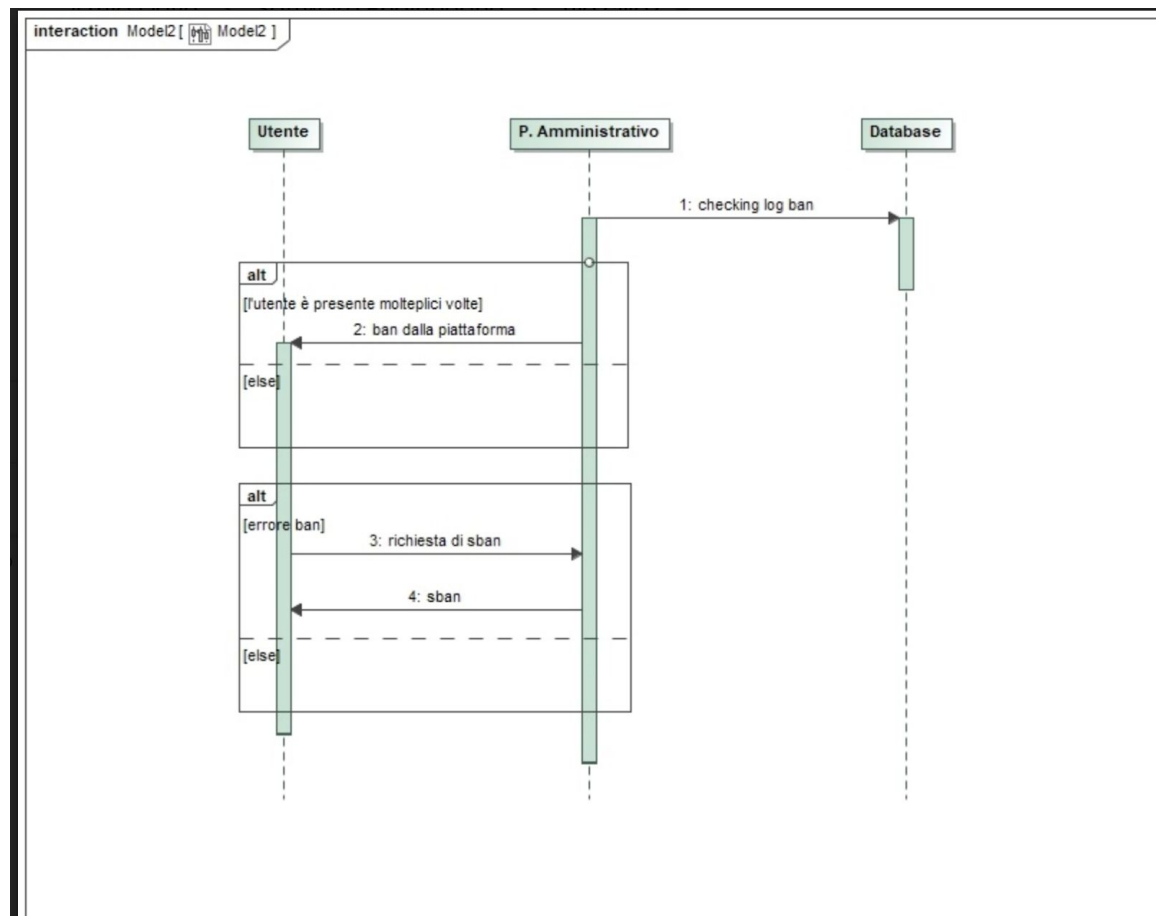 interaction Model2 [ Model2 ]
Utente
P. Amministrativo
Database
1: checking log ban
alt
[l'utente è presente molteplici volte]
2: ban dalla piattaforma
[else]
alt
[errore ban]
3: richiesta di sban
4: sban
[else]